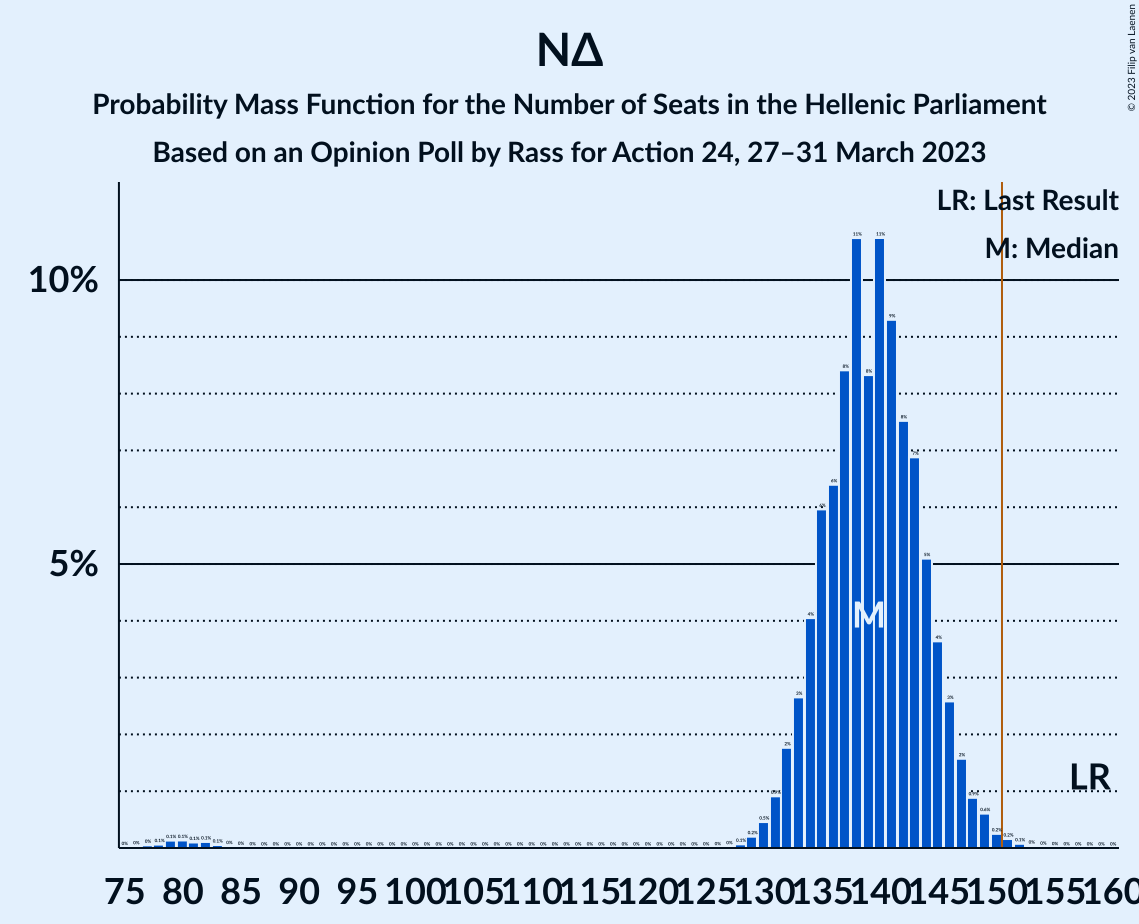 © 2023 Filip van Laenen
ΝΔ
Probability Mass Function for the Number of Seats in the Hellenic Parliament
Based on an Opinion Poll by Rass for Action 24, 27–31 March 2023
LR: Last Result
M: Median
10%
5%
M
LR
75 80 85 90 95 100 105 110 115 120 125 130 135 140 145 150 155 160